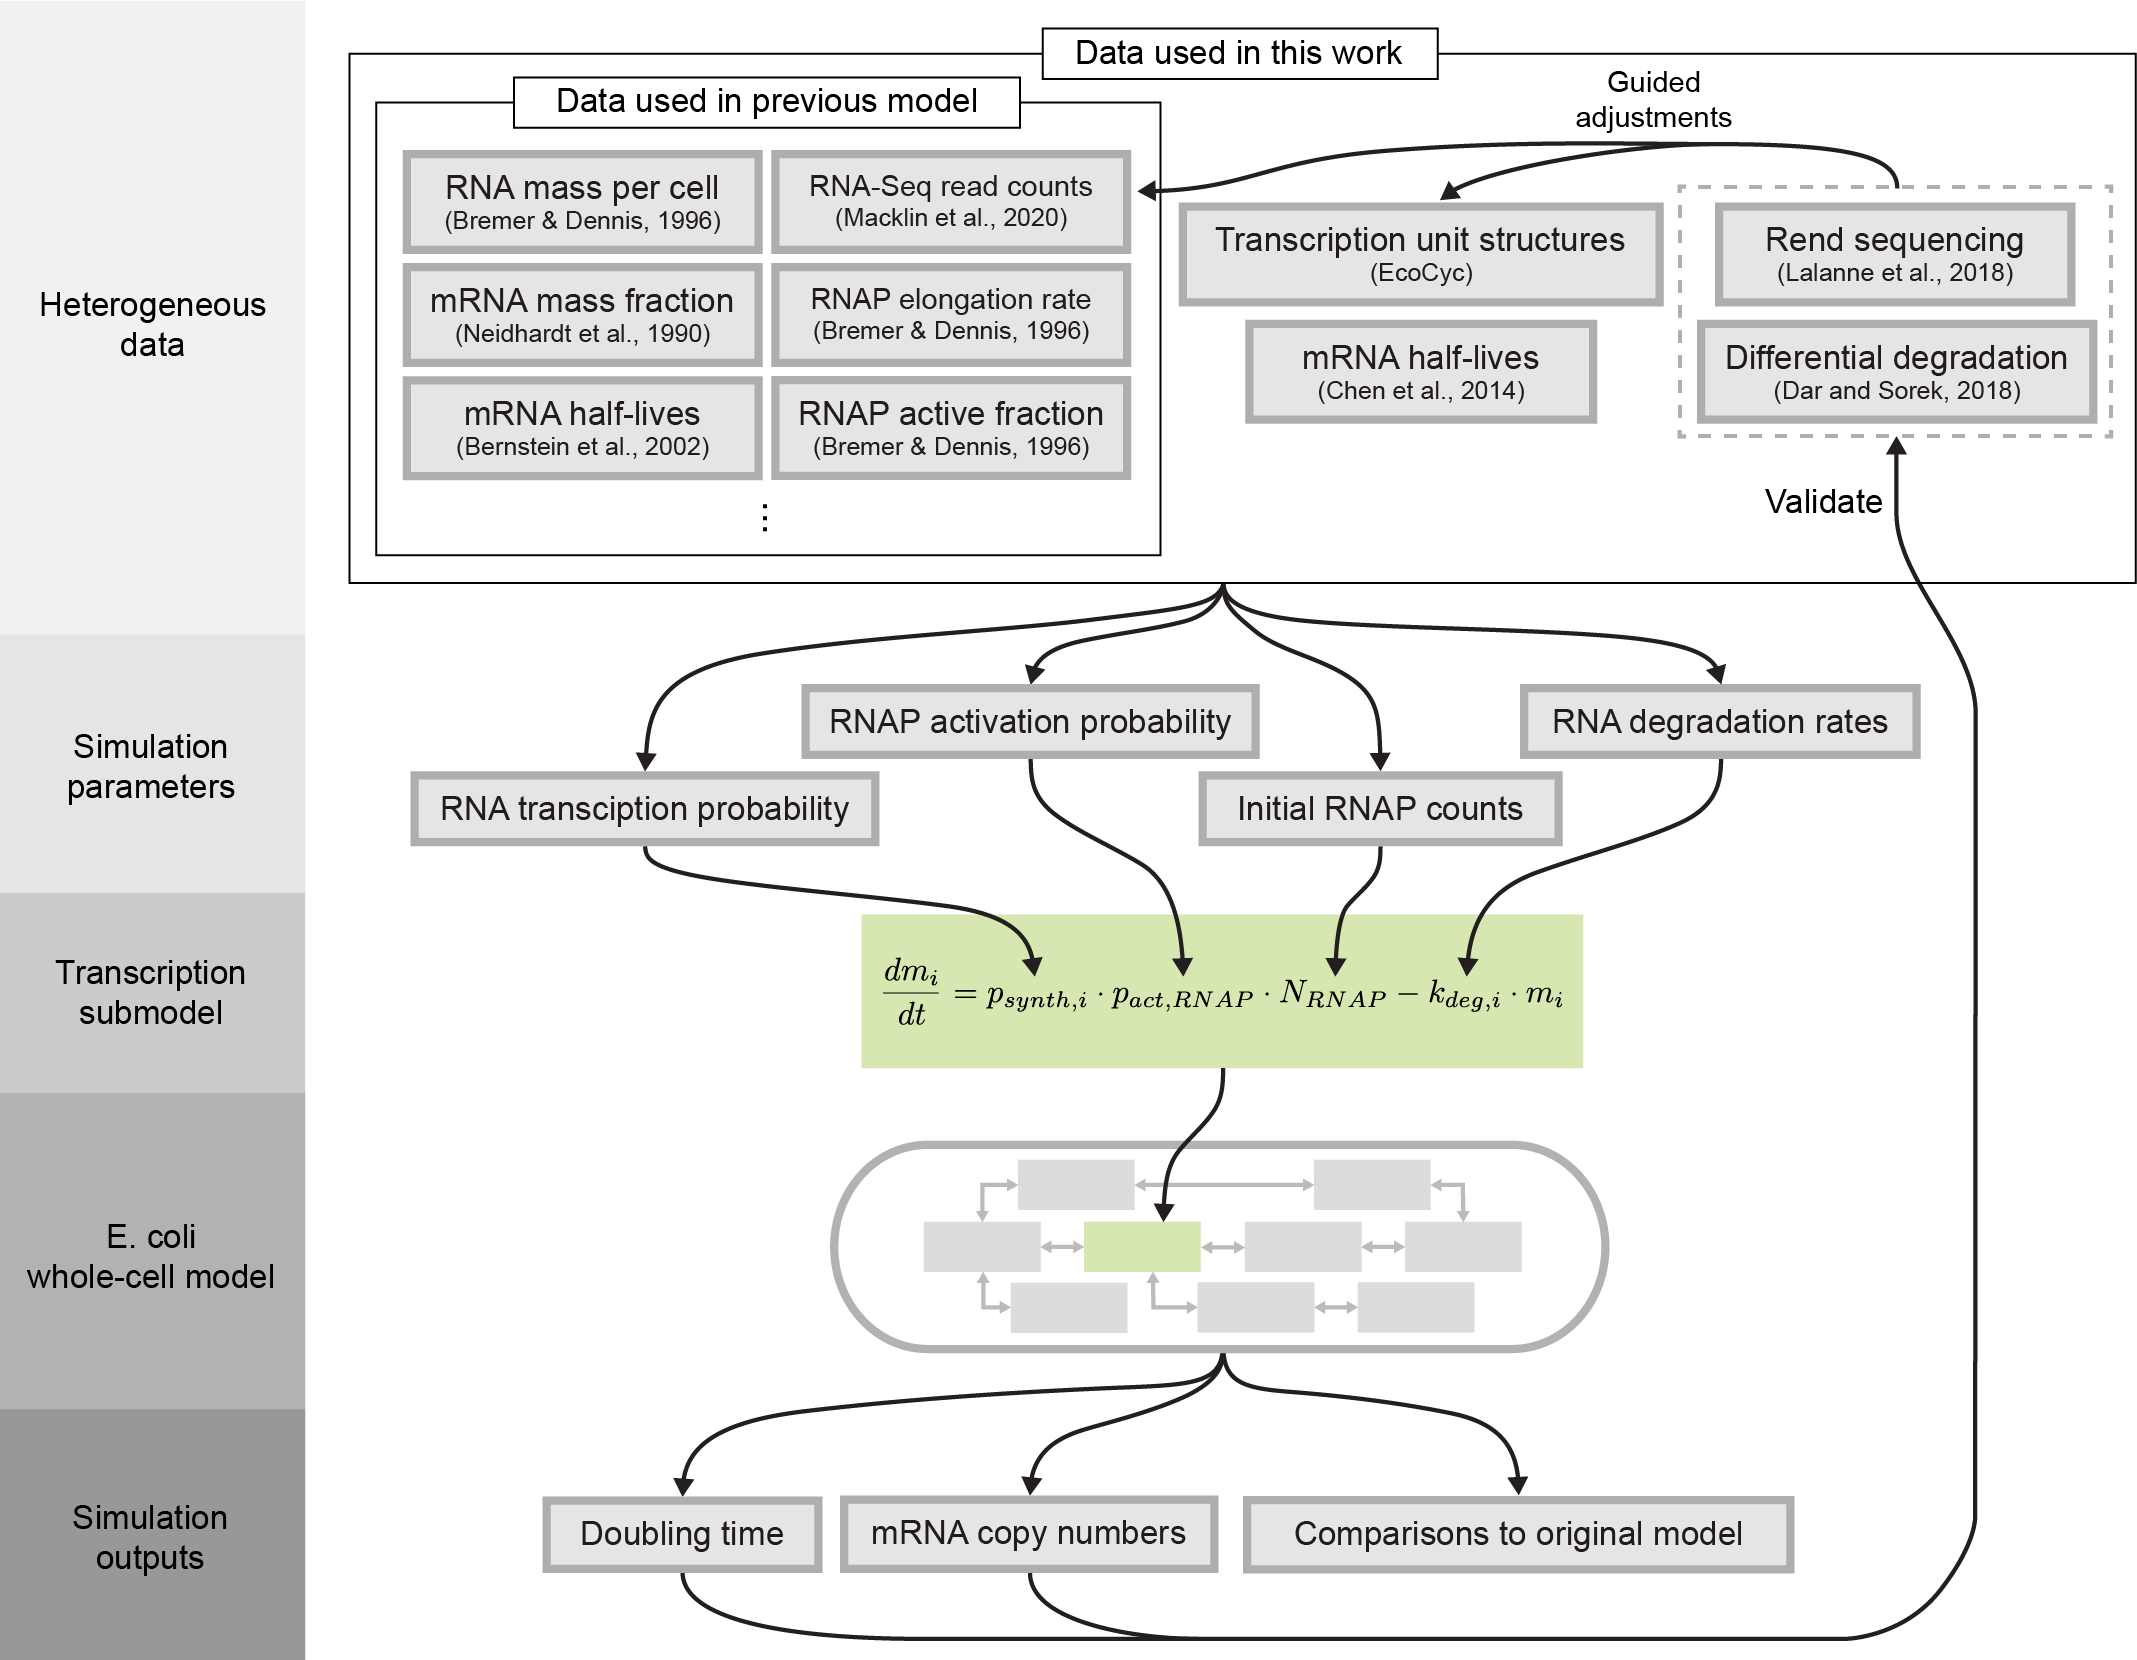 Heterogeneous
data
Data used in this work
Data used in previous model
RNA mass per cell
(Bremer & Dennis, 1996)
RNA-Seq read counts
(Macklin et al., 2020)
mRNA mass fraction
(Neidhardt et al., 1990)
RNAP elongation rate
(Bremer & Dennis, 1996)
mRNA half-lives
(Bernstein et al., 2002)
RNAP active fraction
(Bremer & Dennis, 1996)
⋮
Guided
adjustments
Transcription unit structures
(EcoCyc)
mRNA half-lives
(Chen et al., 2014)
Rend sequencing
(Lalanne et al., 2018)
Differential degradation
(Dar and Sorek, 2018)
Validate
Simulation
parameters
RNAP activation probability
RNA degradation rates
RNA transciption probability
Initial RNAP counts
Transcription
submodel
dm_i/dt = p_{synth,i} · p_{act,RNAP} · N_{RNAP} − k_{deg,i} · m_i
E. coli
whole-cell model
Simulation
outputs
Doubling time
mRNA copy numbers
Comparisons to original model